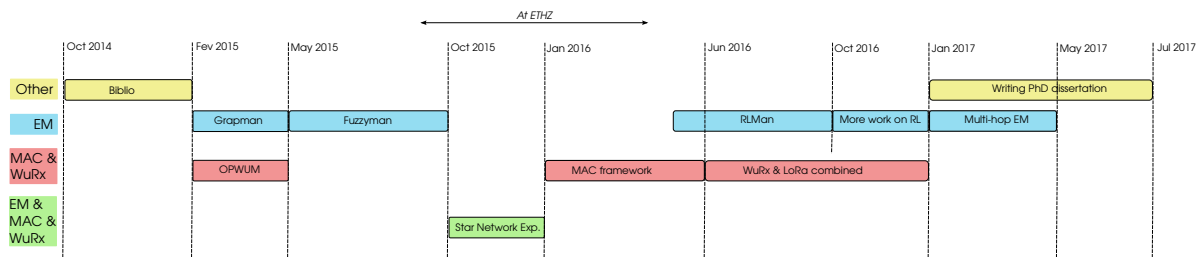 At ETHZ
Oct 2014 Fev 2015 May 2015 Oct 2015 Jan 2016 Jun 2016 Oct 2016 Jan 2017 May 2017 Jul 2017
Other Biblio Writing PhD dissertation
EM Grapman Fuzzyman RLMan More work on RL Multi-hop EM
MAC &
WuRx OPWUM MAC framework WuRx & LoRa combined
EM &
MAC &
WuRx Star Network Exp.